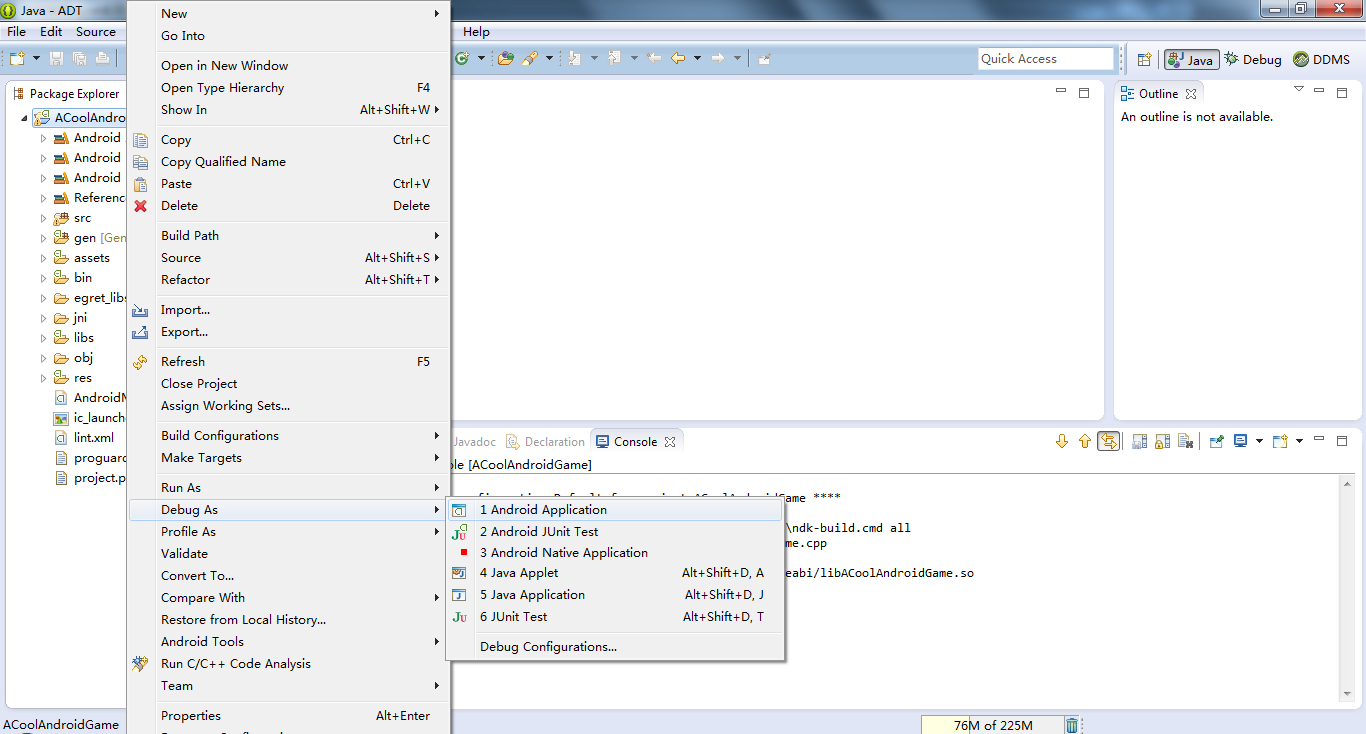 Java - ADT
File Edit Source Help
Quick Access
Java Debug DDMS
Package Explorer
ACoolAndro
Android
Android
Android
Referenc
src
gen [Gen
assets
bin
egret_libs
jni
libs
obj
res
AndroidM
ic_launch
lint.xml
proguard
project.p
New
Go Into
Open in New Window
Open Type Hierarchy F4
Show In Alt+Shift+W
Copy Ctrl+C
Copy Qualified Name
Paste Ctrl+V
Delete Delete
Build Path
Source Alt+Shift+S
Refactor Alt+Shift+T
Import...
Export...
Refresh F5
Close Project
Assign Working Sets...
Build Configurations
Make Targets
Run As
Debug As
Profile As
Validate
Convert To...
Compare With
Restore from Local History...
Android Tools
Run C/C++ Code Analysis
Team
Properties Alt+Enter
1 Android Application
2 Android JUnit Test
3 Android Native Application
4 Java Applet Alt+Shift+D, A
5 Java Application Alt+Shift+D, J
6 JUnit Test Alt+Shift+D, T
Debug Configurations...
Outline
An outline is not available.
Javadoc Declaration Console
ole [ACoolAndroidGame]
ACoolAndroidGame ****
\ndk-build.cmd all
me.cpp
eabi/libACoolAndroidGame.so
ACoolAndroidGame
76M of 225M